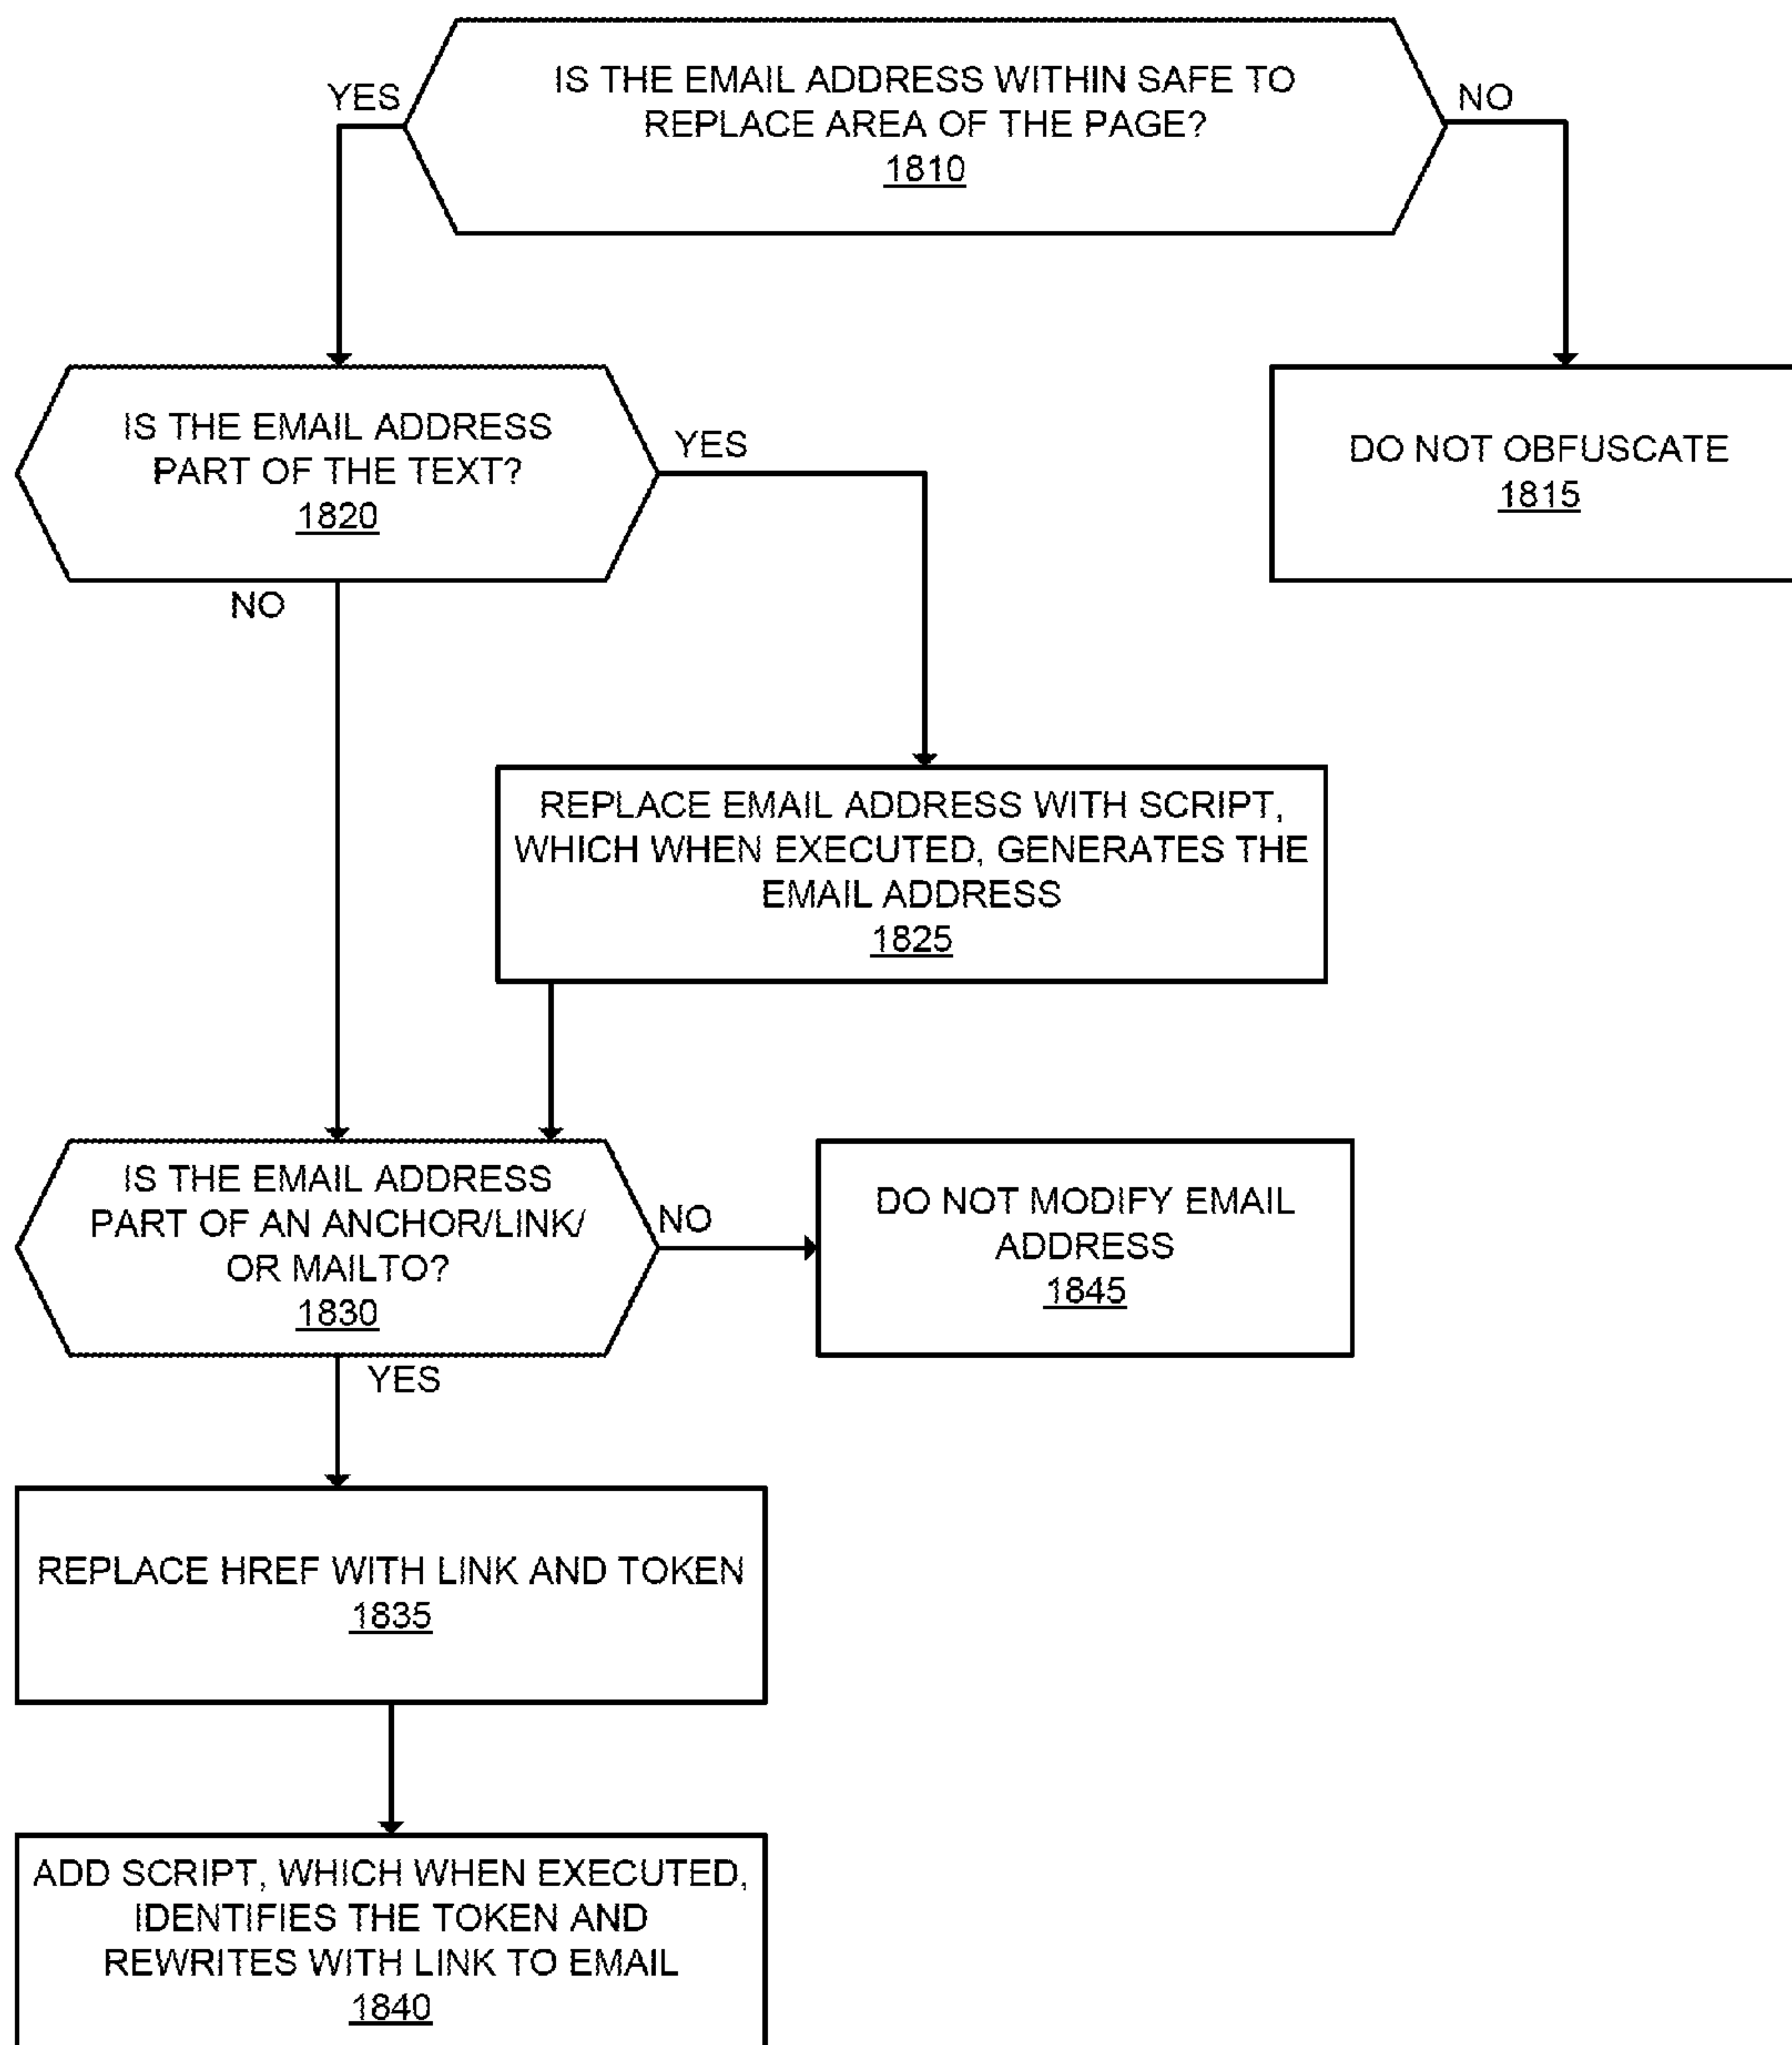 IS THE EMAIL ADDRESS WITHIN SAFE TO
REPLACE AREA OF THE PAGE?
1810
YES
NO
IS THE EMAIL ADDRESS
PART OF THE TEXT?
1820
YES
NO
DO NOT OBFUSCATE
1815
REPLACE EMAIL ADDRESS WITH SCRIPT,
WHICH WHEN EXECUTED, GENERATES THE
EMAIL ADDRESS
1825
IS THE EMAIL ADDRESS
PART OF AN ANCHOR/LINK/
OR MAILTO?
1830
NO
YES
DO NOT MODIFY EMAIL
ADDRESS
1845
REPLACE HREF WITH LINK AND TOKEN
1835
ADD SCRIPT, WHICH WHEN EXECUTED,
IDENTIFIES THE TOKEN AND
REWRITES WITH LINK TO EMAIL
1840